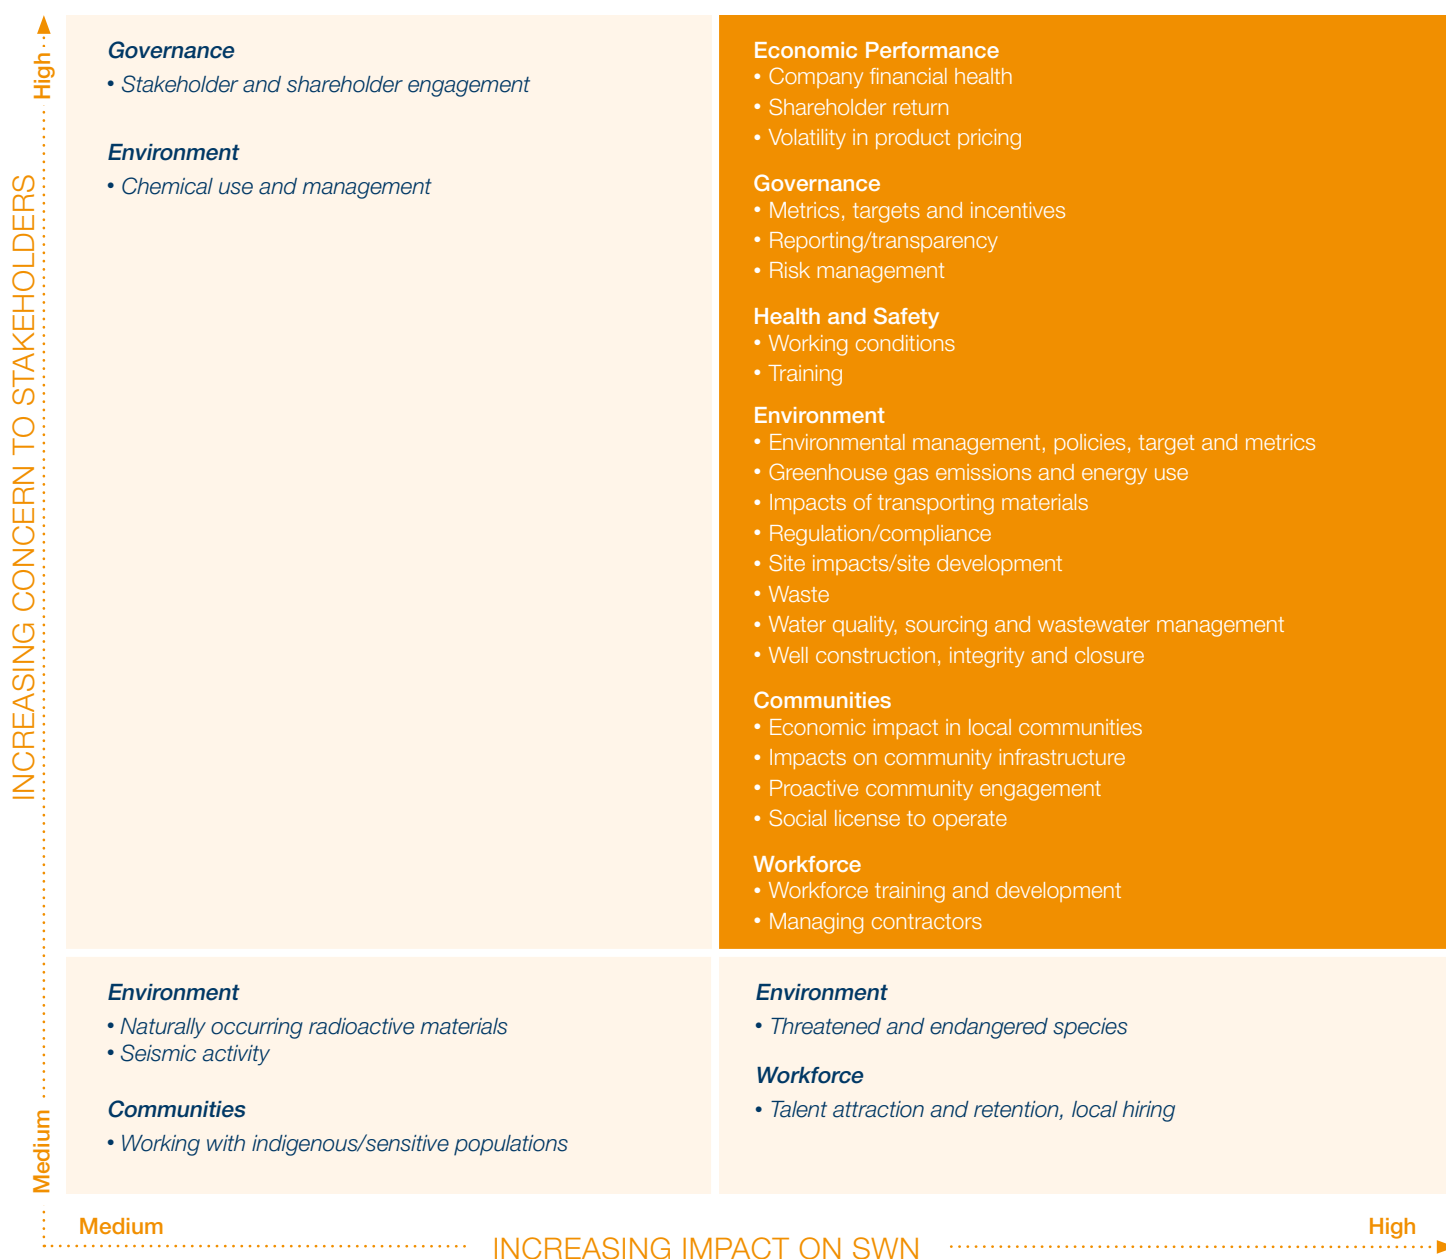 INCREASING CONCERN TO STAKEHOLDERS
High
Medium
Governance
• Stakeholder and shareholder engagement
Environment
• Chemical use and management
Economic Performance
• Company financial health
• Shareholder return
• Volatility in product pricing
Governance
• Metrics, targets and incentives
• Reporting/transparency
• Risk management
Health and Safety
• Working conditions
• Training
Environment
• Environmental management, policies, target and metrics
• Greenhouse gas emissions and energy use
• Impacts of transporting materials
• Regulation/compliance
• Site impacts/site development
• Waste
• Water quality, sourcing and wastewater management
• Well construction, integrity and closure
Communities
• Economic impact in local communities
• Impacts on community infrastructure
• Proactive community engagement
• Social license to operate
Workforce
• Workforce training and development
• Managing contractors
Environment
• Naturally occurring radioactive materials
• Seismic activity
Communities
• Working with indigenous/sensitive populations
Environment
• Threatened and endangered species
Workforce
• Talent attraction and retention, local hiring
Medium
High
INCREASING IMPACT ON SWN